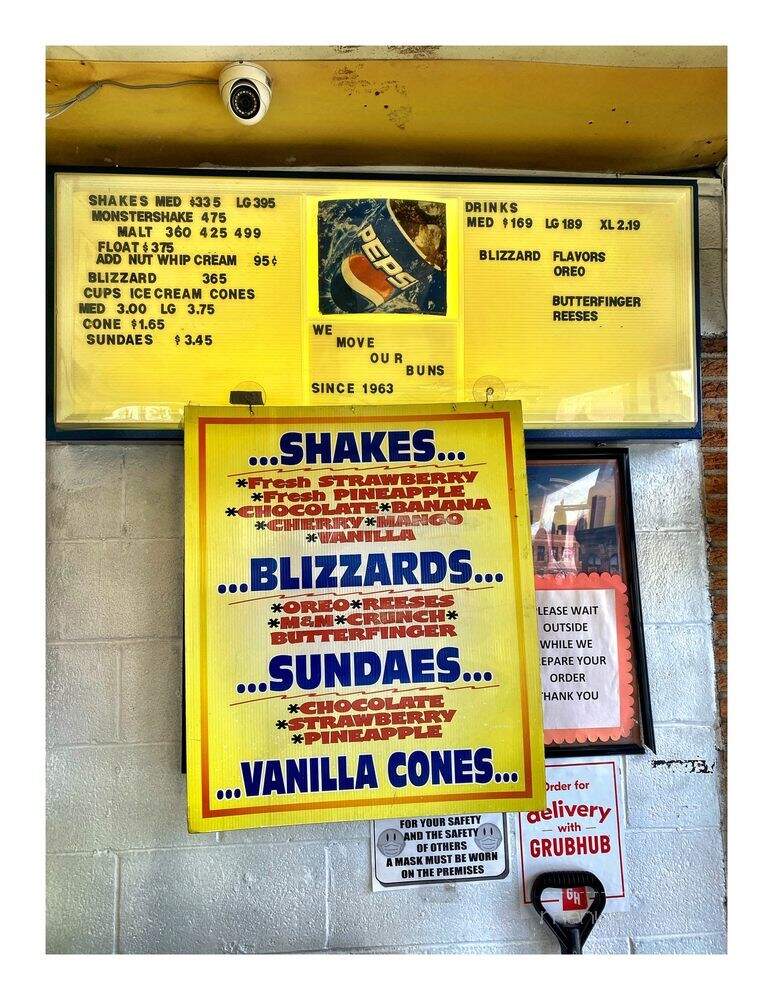 SHAKES MED $335 LG 395
MONSTERSHAKE 475
MALT 360 425 499
FLOAT $375
ADD NUT WHIP CREAM 95¢
BLIZZARD 365
CUPS ICE CREAM CONES
MED 3.00 LG 3.75
CONE $1.65
SUNDAES $3.45
PEPSI
WE
MOVE
OUR
BUNS
SINCE 1963
DRINKS
MED $169 LG 189 XL 2.19
BLIZZARD FLAVORS
OREO
BUTTERFINGER
REESES
...SHAKES...
*Fresh STRAWBERRY
*Fresh PINEAPPLE
*CHOCOLATE*BANANA
*CHERRY*MANGO
*VANILLA
...BLIZZARDS...
*OREO*REESES
*M&M*CRUNCH*
BUTTERFINGER
...SUNDAES...
*CHOCOLATE
*STRAWBERRY
*PINEAPPLE
...VANILLA CONES...
PLEASE WAIT
OUTSIDE
WHILE WE
EPARE YOUR
ORDER
THANK YOU
FOR YOUR SAFETY
AND THE SAFETY
OF OTHERS
A MASK MUST BE WORN
ON THE PREMISES
Order for
delivery
with
GRUBHUB
GH